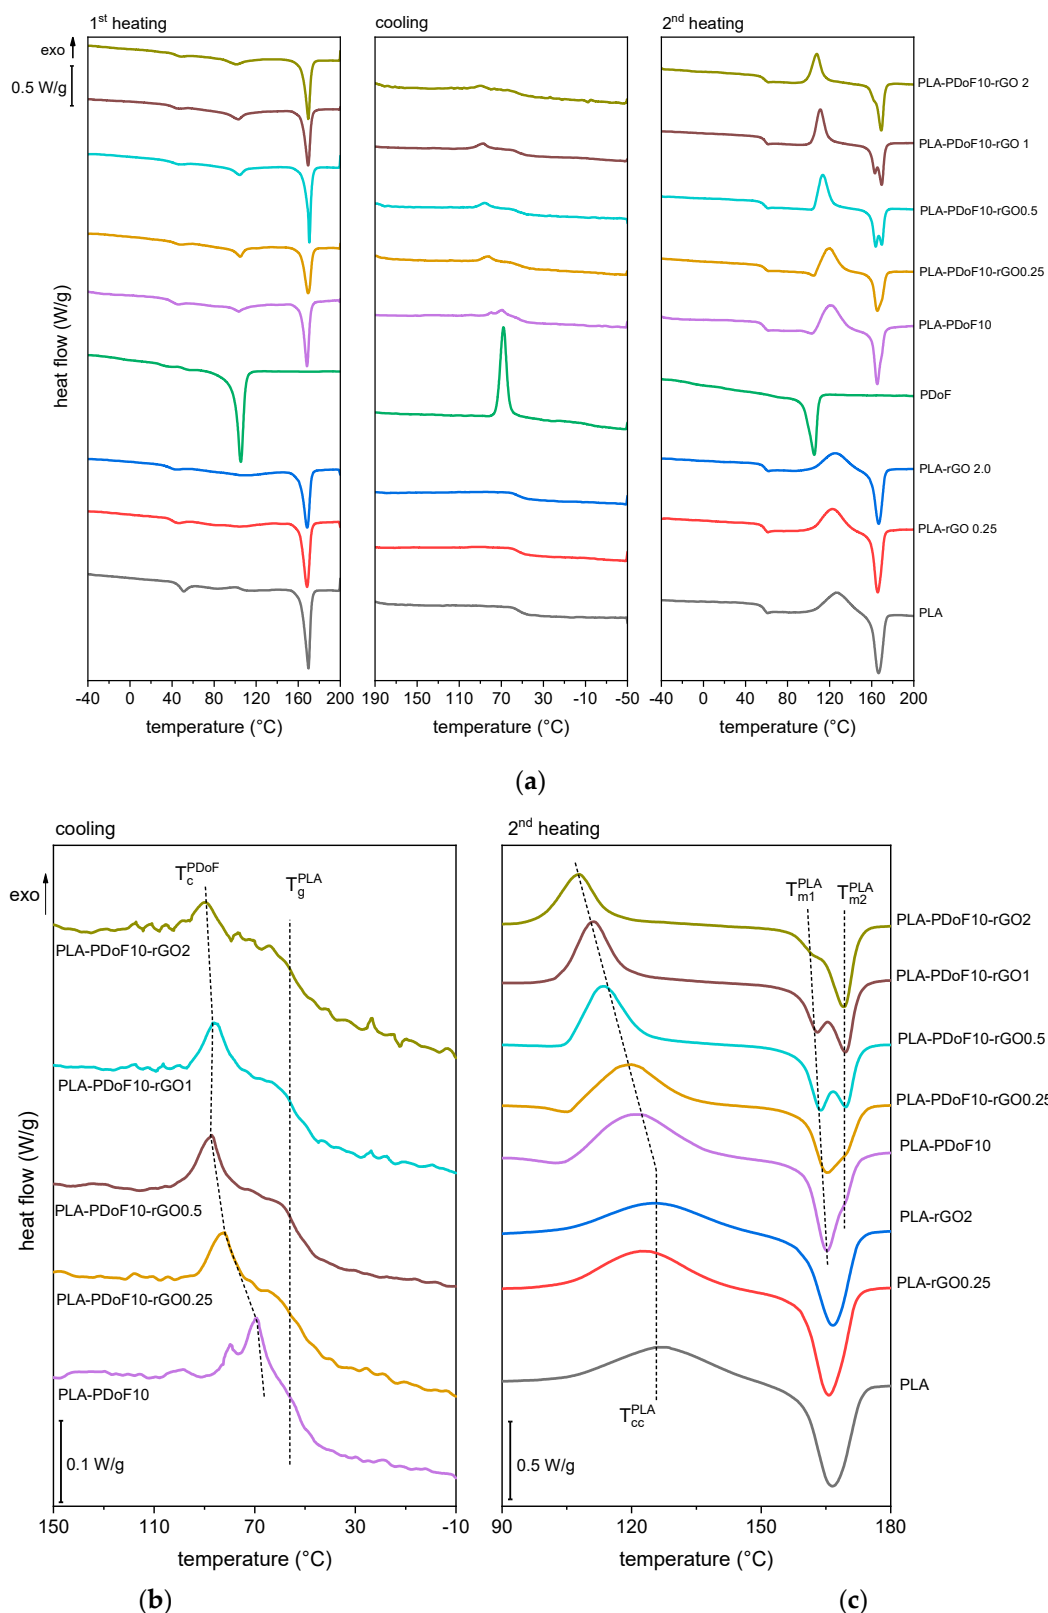 1st heating
cooling
2nd heating
exo
0.5 W/g
PLA-PDoF10-rGO 2
PLA-PDoF10-rGO 1
PLA-PDoF10-rGO0.5
PLA-PDoF10-rGO0.25
PLA-PDoF10
PDoF
PLA-rGO 2.0
PLA-rGO 0.25
PLA
heat flow (W/g)
-40 0 40 80 120 160 200
190 150 110 70 30 -10 -50
-40 0 40 80 120 160 200
temperature (°C)
temperature (°C)
temperature (°C)
(a)
cooling
exo
TcPDoF
TgPLA
PLA-PDoF10-rGO2
PLA-PDoF10-rGO1
PLA-PDoF10-rGO0.5
PLA-PDoF10-rGO0.25
PLA-PDoF10
0.1 W/g
heat flow (W/g)
150 110 70 30 -10
temperature (°C)
(b)
2nd heating
Tm1PLA
Tm2PLA
PLA-PDoF10-rGO2
PLA-PDoF10-rGO1
PLA-PDoF10-rGO0.5
PLA-PDoF10-rGO0.25
PLA-PDoF10
PLA-rGO2
PLA-rGO0.25
PLA
TccPLA
0.5 W/g
90 120 150 180
temperature (°C)
(c)